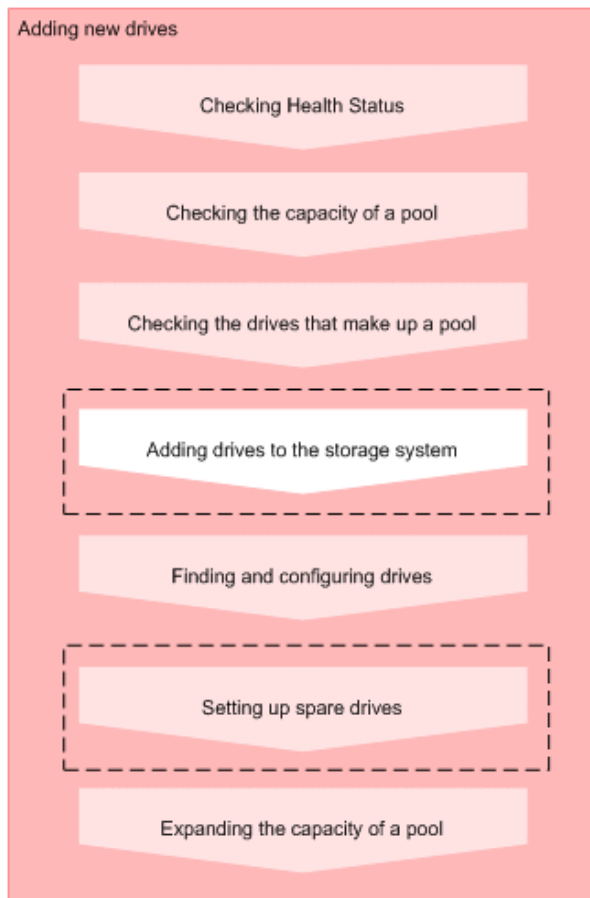 Adding new drives
Checking Health Status
Checking the capacity of a pool
Checking the drives that make up a pool
Adding drives to the storage system
Finding and configuring drives
Setting up spare drives
Expanding the capacity of a pool